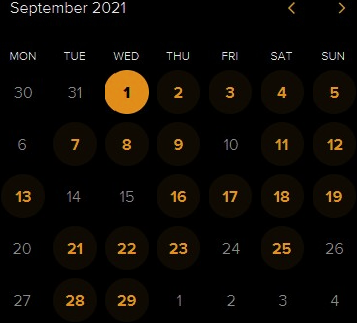 September 2021
MON TUE WED THU FRI SAT SUN
30 31 1 2 3 4 5
6 7 8 9 10 11 12
13 14 15 16 17 18 19
20 21 22 23 24 25 26
27 28 29 1 2 3 4